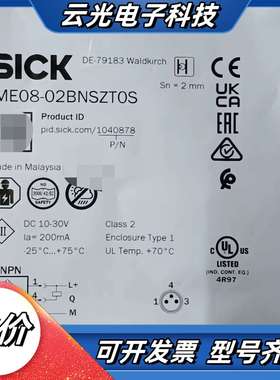 云光电子科技
SICK
DE-79183 Waldkirch
Sn = 2 mm
ME08-02BNSZT0S
Product ID
pid.sick.com/1040878
P/N
UK
CA
ade in Malaysia
DC 10-30V
Ia= 200mA
-25°C...+75°C
Class 2
Enclosure Type 1
UL Temp: +70°C
NPN
L+
Q
M
4
1
3
C UL US
LISTED
(IND. CONT. EQ.)
4R97
价
可开发票 型号齐